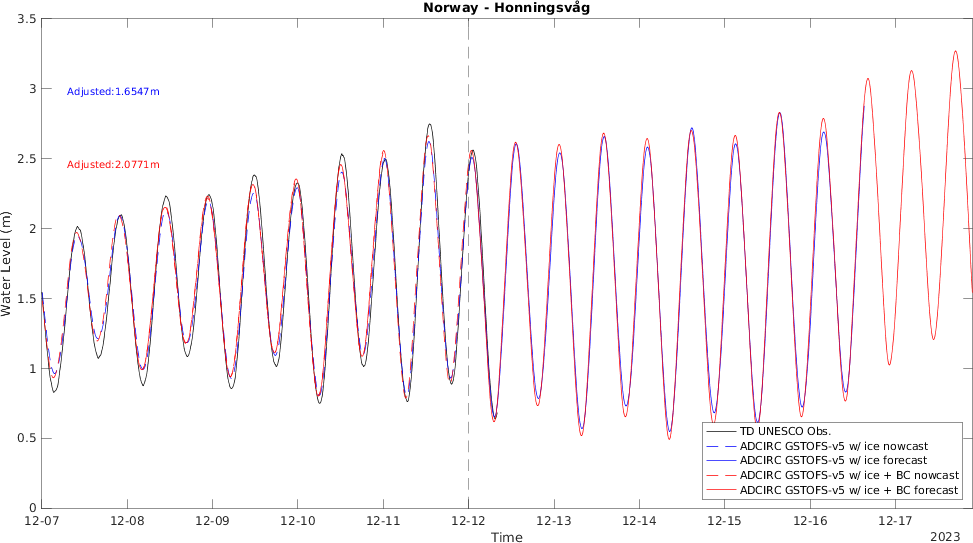 Norway - Honningsvåg
3.5
3
2.5
2
1.5
1
0.5
0
Water Level (m)
Adjusted:1.6547m
Adjusted:2.0771m
TD UNESCO Obs.
ADCIRC GSTOFS-v5 w/ ice nowcast
ADCIRC GSTOFS-v5 w/ ice forecast
ADCIRC GSTOFS-v5 w/ ice + BC nowcast
ADCIRC GSTOFS-v5 w/ ice + BC forecast
12-07 12-08 12-09 12-10 12-11 12-12 12-13 12-14 12-15 12-16 12-17
Time
2023